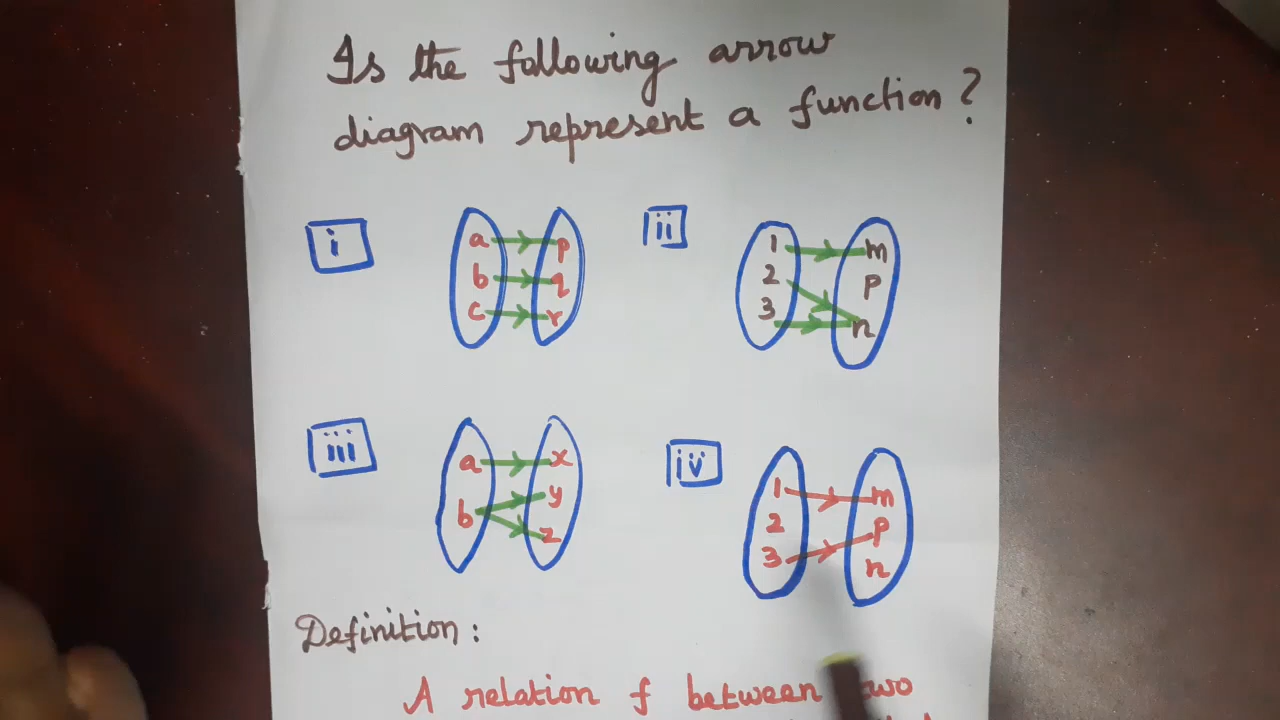 Is the following arrow
diagram represent a function?
i
a p
b q
c r
ii
1 m
2 p
3 n
iii
a x
b y
z
iv
1 m
2 p
3 n
Definition:
A relation f between two